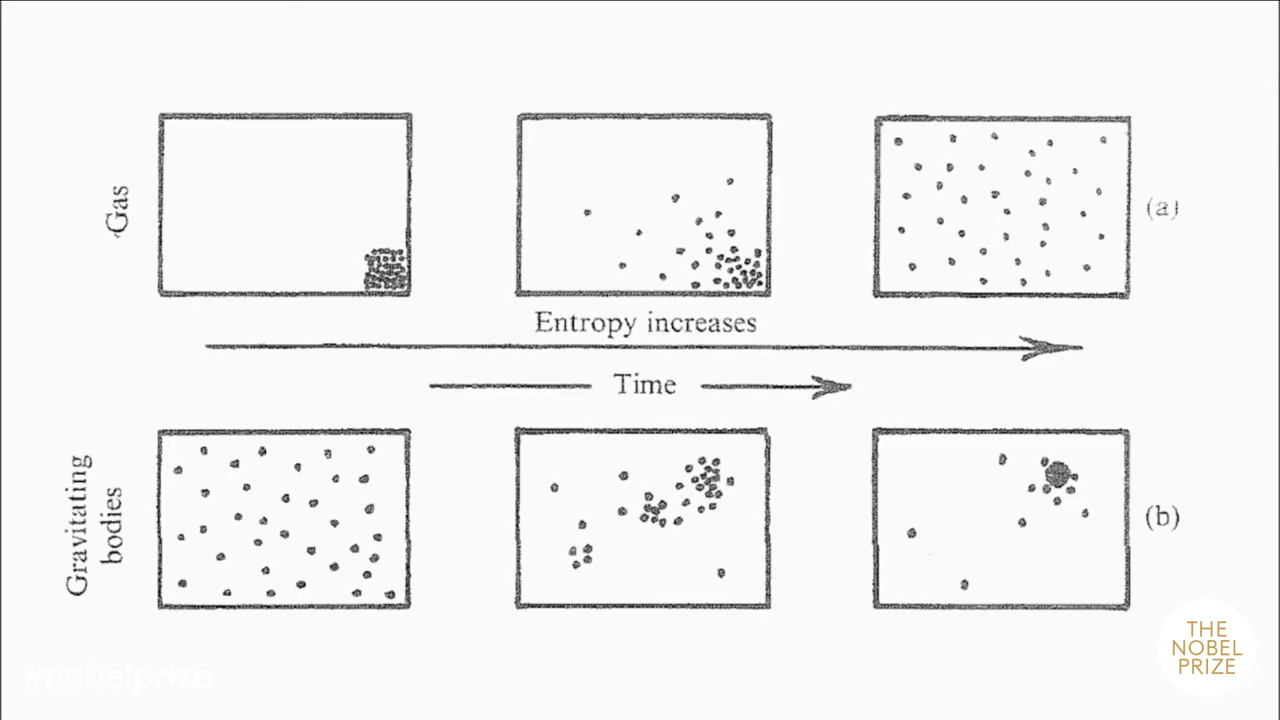 Gas
(a)
Entropy increases
Time
Gravitating
bodies
(b)
#nobelprize
THE
NOBEL
PRIZE